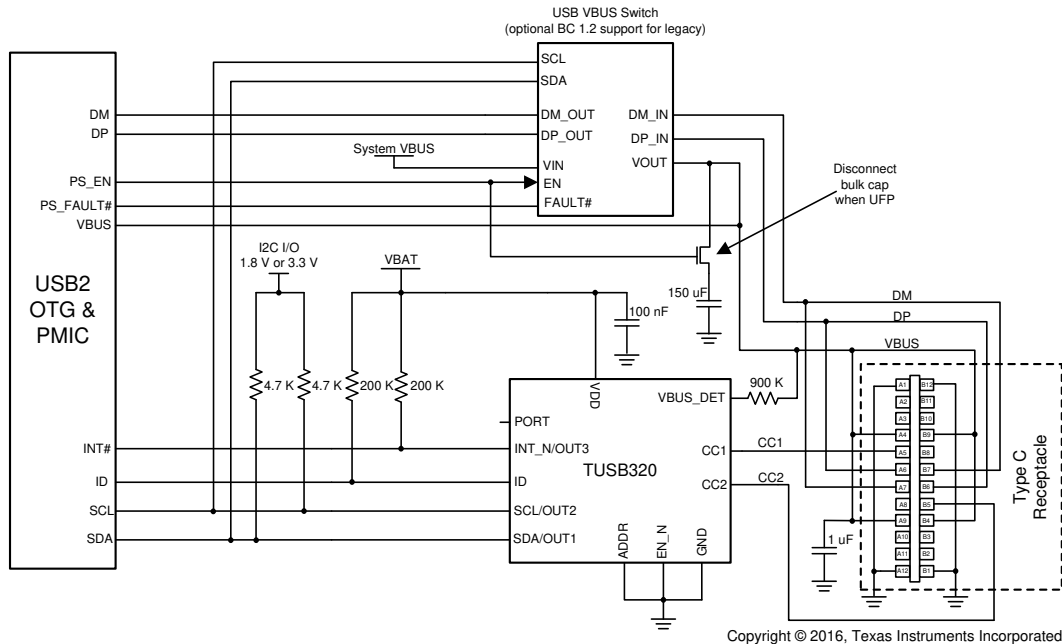 USB VBUS Switch
(optional BC 1.2 support for legacy)
SCL
SDA
DM
DM_OUT
DM_IN
DP
DP_OUT
DP_IN
System VBUS
VIN
VOUT
PS_EN
EN
PS_FAULT#
FAULT#
VBUS
Disconnect
bulk cap
when UFP
USB2
OTG &
PMIC
I2C I/O
1.8 V or 3.3 V
VBAT
150 uF
100 nF
DM
DP
VBUS
4.7 K
4.7 K
200 K
200 K
900 K
VDD
VBUS_DET
PORT
INT#
INT_N/OUT3
CC1
CC1
TUSB320
ID
ID
CC2
CC2
SCL
SCL/OUT2
SDA
SDA/OUT1
ADDR
EN_N
GND
1 uF
A1
B12
A2
B11
A3
B10
A4
B9
A5
B8
A6
B7
A7
B6
A8
B5
A9
B4
A10
B3
A11
B2
A12
B1
Type C
Receptacle
Copyright © 2016, Texas Instruments Incorporated